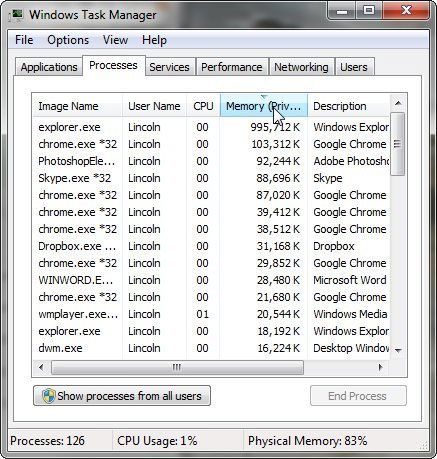 Windows Task Manager
File Options View Help
Applications Processes Services Performance Networking Users
Image Name User Name CPU Memory (Priv... Description
explorer.exe Lincoln 00 995,712 K Windows Explor
chrome.exe *32 Lincoln 00 103,312 K Google Chrome
PhotoshopEle... Lincoln 00 92,244 K Adobe Photosh
Skype.exe *32 Lincoln 00 88,696 K Skype
chrome.exe *32 Lincoln 00 87,020 K Google Chrome
chrome.exe *32 Lincoln 00 39,412 K Google Chrome
chrome.exe *32 Lincoln 00 38,512 K Google Chrome
Dropbox.exe ... Lincoln 00 31,168 K Dropbox
chrome.exe *32 Lincoln 00 29,852 K Google Chrome
WINWORD.E... Lincoln 00 28,480 K Microsoft Word
chrome.exe *32 Lincoln 00 21,680 K Google Chrome
wmplayer.exe... Lincoln 01 20,544 K Windows Media
explorer.exe Lincoln 00 18,192 K Windows Explor
dwm.exe Lincoln 00 16,224 K Desktop Window
Show processes from all users End Process
Processes: 126 CPU Usage: 1% Physical Memory: 83%